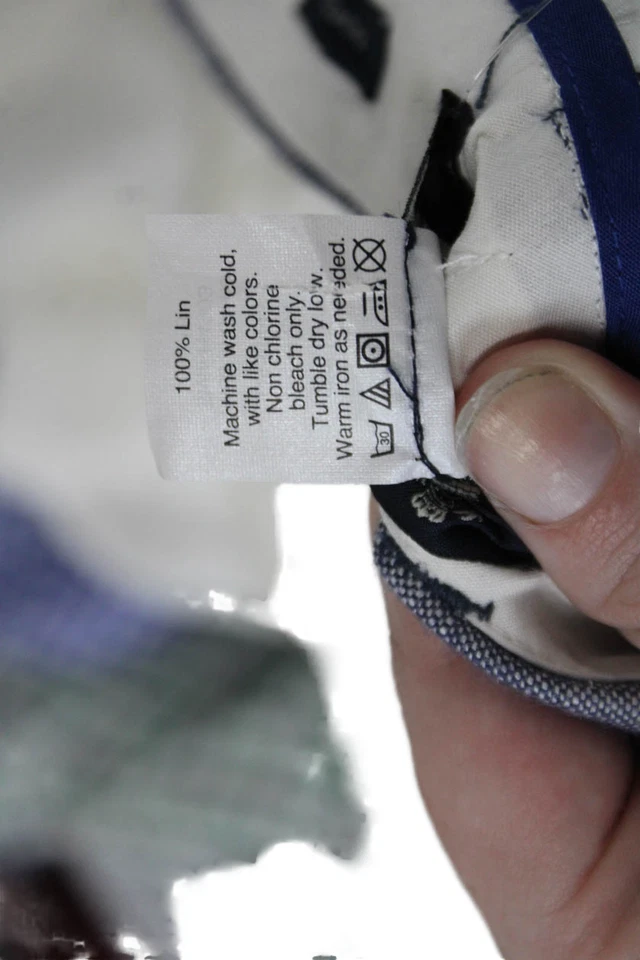 100% Lin
Machine wash cold,
with like colors.
Non chlorine
bleach only.
Tumble dry low.
Warm iron as needed.
30